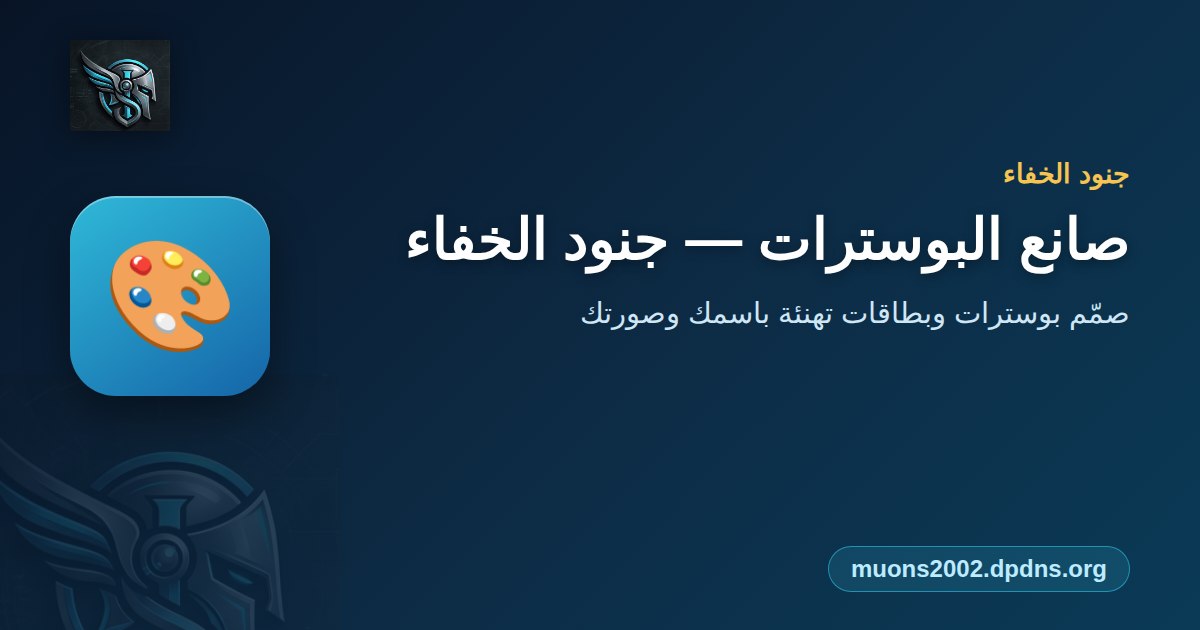 جنود الخفاء
صانع البوسترات — جنود الخفاء
صمّم بوسترات وبطاقات تهنئة باسمك وصورتك
muons2002.dpdns.org